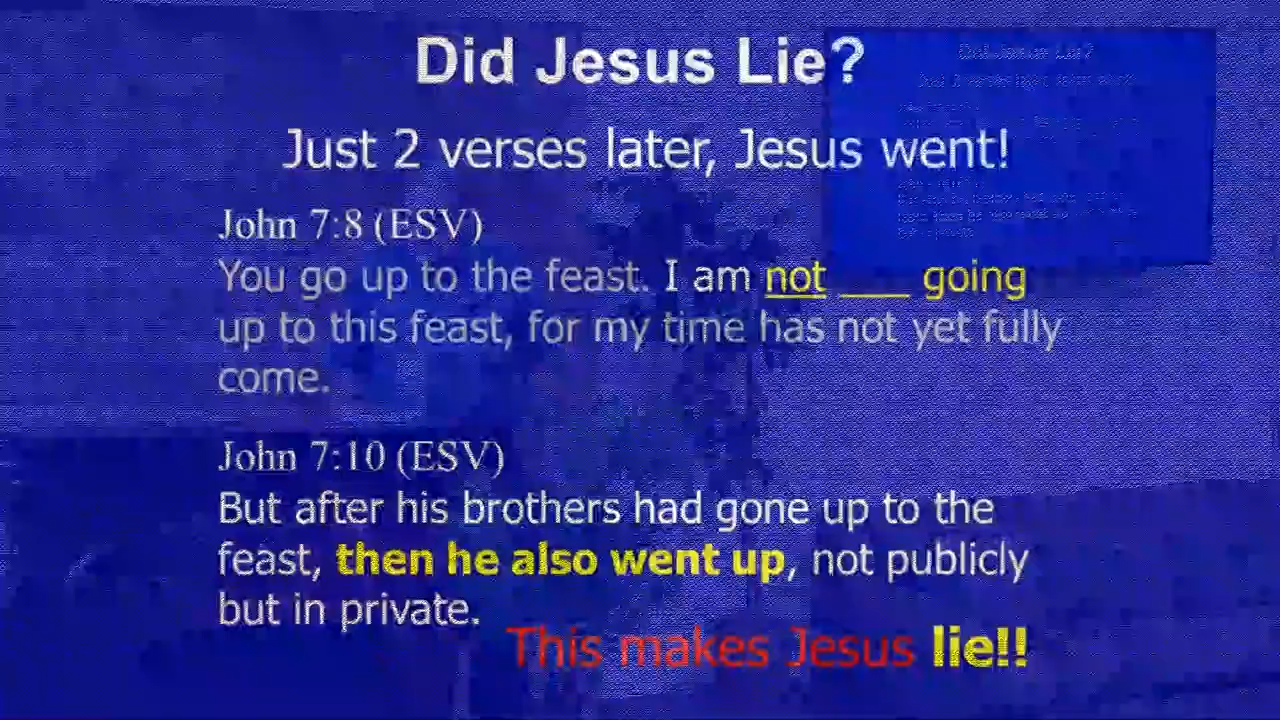 Did Jesus Lie?
Just 2 verses later, Jesus went!
John 7:8 (ESV)
You go up to the feast. I am not ___ going
up to this feast, for my time has not yet fully
come.
John 7:10 (ESV)
But after his brothers had gone up to the
feast, then he also went up, not publicly
but in private.
This makes Jesus lie!!
Did Jesus Lie?